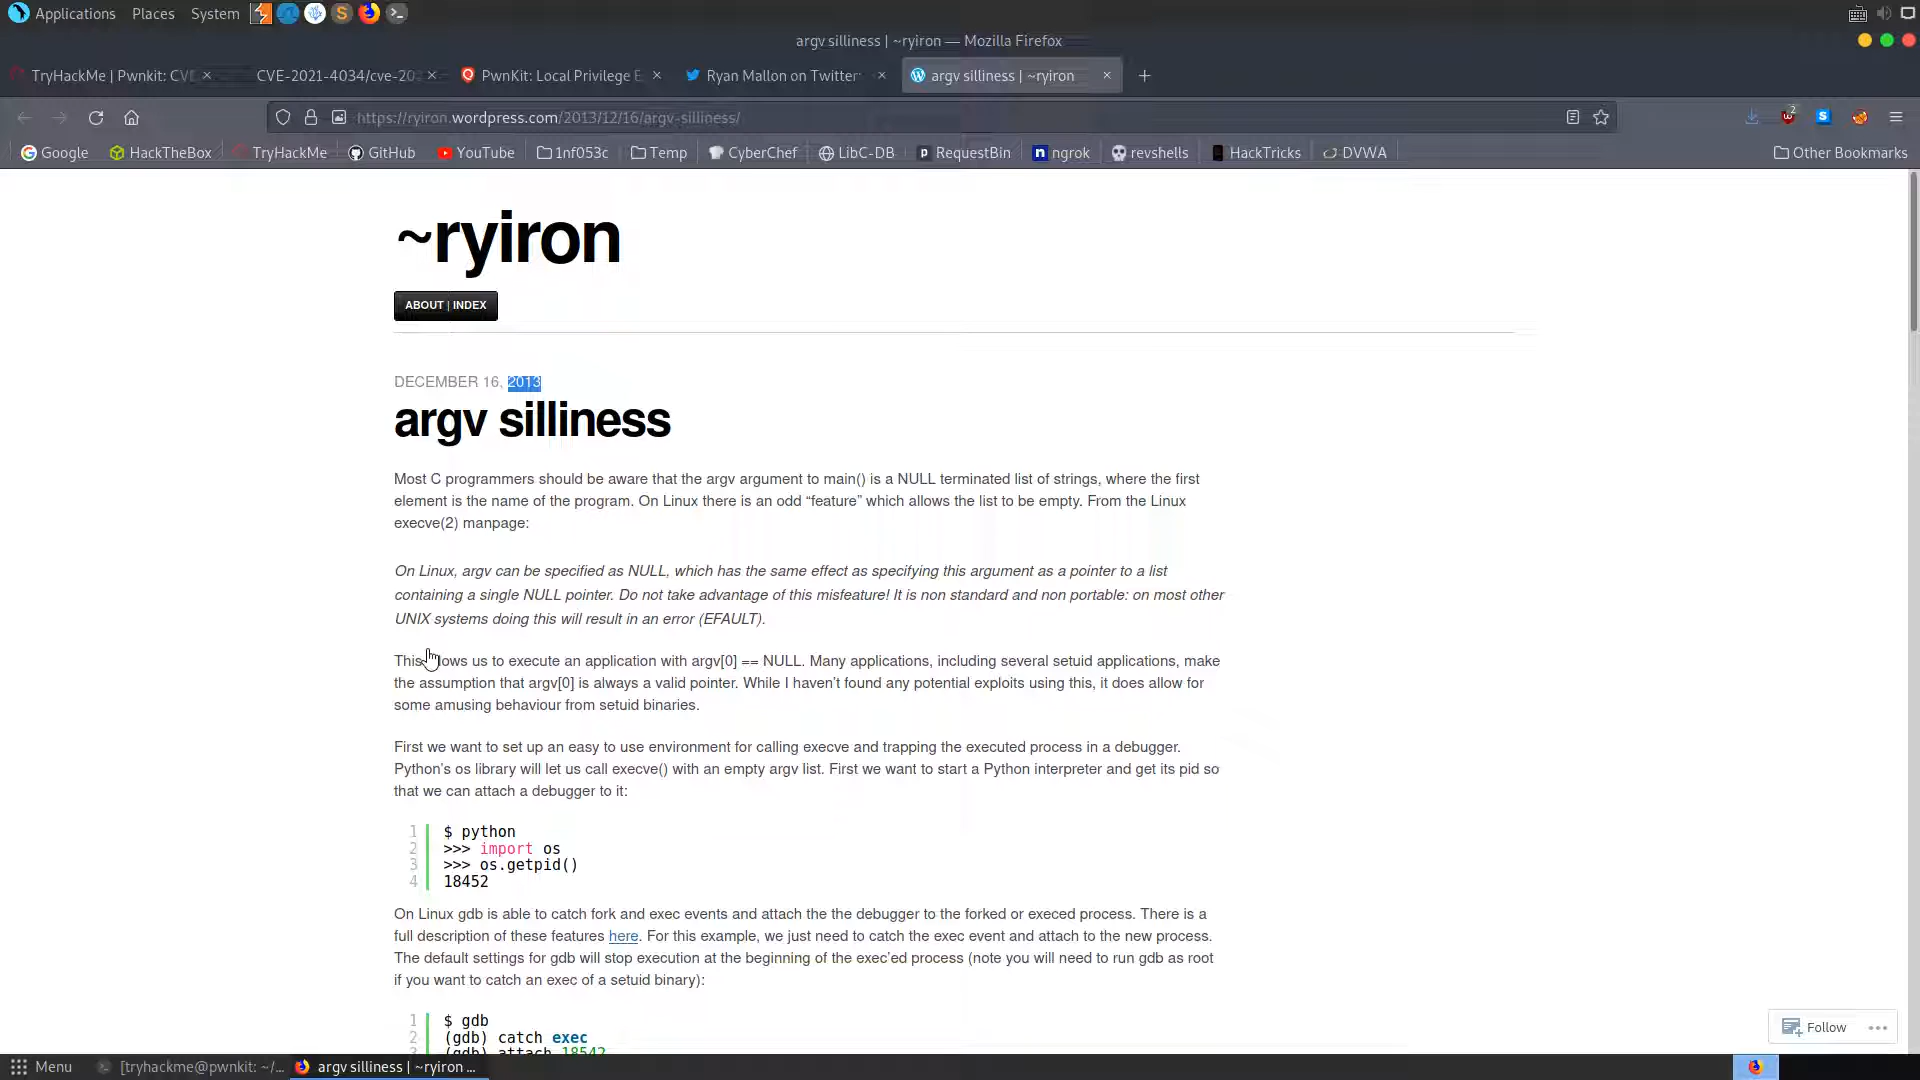 Applications Places System
argv silliness | ~ryiron — Mozilla Firefox
TryHackMe | Pwnkit: CVE
CVE-2021-4034/cve-202
PwnKit: Local Privilege E
Ryan Mallon on Twitter:
argv silliness | ~ryiron
https://ryiron.wordpress.com/2013/12/16/argv-silliness/
2
Google HackTheBox TryHackMe GitHub YouTube 1nf053c Temp CyberChef LibC-DB RequestBin ngrok revshells HackTricks DVWA Other Bookmarks
~ryiron
ABOUT | INDEX
DECEMBER 16, 2013
argv silliness
Most C programmers should be aware that the argv argument to main() is a NULL terminated list of strings, where the first
element is the name of the program. On Linux there is an odd “feature” which allows the list to be empty. From the Linux
execve(2) manpage:
On Linux, argv can be specified as NULL, which has the same effect as specifying this argument as a pointer to a list
containing a single NULL pointer. Do not take advantage of this misfeature! It is non standard and non portable: on most other
UNIX systems doing this will result in an error (EFAULT).
This allows us to execute an application with argv[0] == NULL. Many applications, including several setuid applications, make
the assumption that argv[0] is always a valid pointer. While I haven’t found any potential exploits using this, it does allow for
some amusing behaviour from setuid binaries.
First we want to set up an easy to use environment for calling execve and trapping the executed process in a debugger.
Python’s os library will let us call execve() with an empty argv list. First we want to start a Python interpreter and get its pid so
that we can attach a debugger to it:
1 $ python
2 >>> import os
3 >>> os.getpid()
4 18452
On Linux gdb is able to catch fork and exec events and attach the the debugger to the forked or execed process. There is a
full description of these features here. For this example, we just need to catch the exec event and attach to the new process.
The default settings for gdb will stop execution at the beginning of the exec’ed process (note you will need to run gdb as root
if you want to catch an exec of a setuid binary):
1 $ gdb
2 (gdb) catch exec
3 (gdb) attach 18542
Follow
Menu [tryhackme@pwnkit: ~/... argv silliness | ~ryiron ...